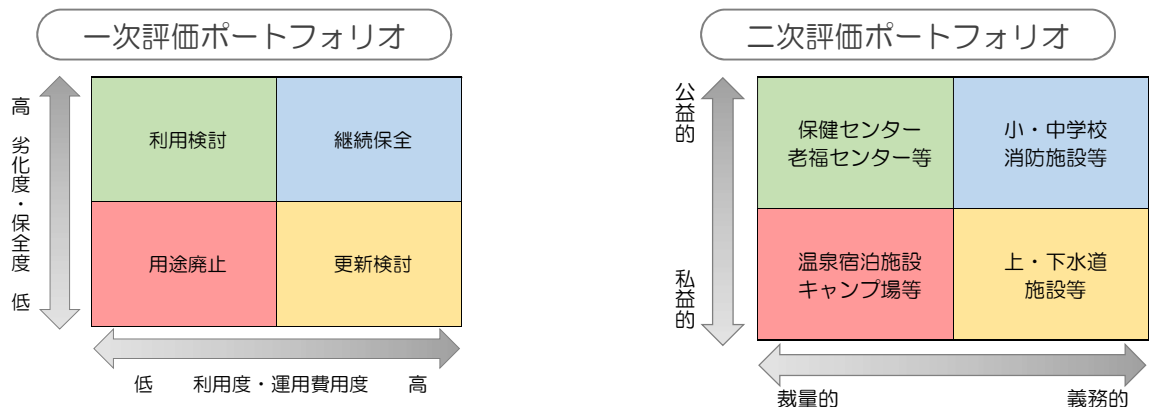 一次評価ポートフォリオ
高 劣化度・保全度 低
利用検討
継続保全
用途廃止
更新検討
低 利用度・運用費用度 高
二次評価ポートフォリオ
公益的
私益的
保健センター
老福センター等
小・中学校
消防施設等
温泉宿泊施設
キャンプ場等
上・下水道
施設等
裁量的
義務的